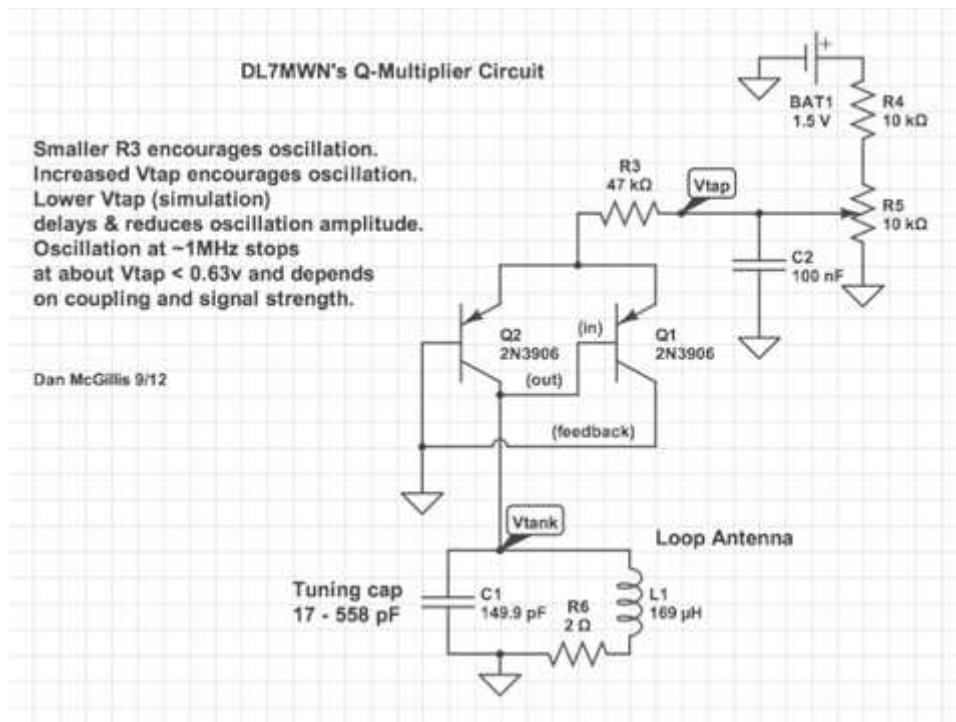 DL7MWN's Q-Multiplier Circuit
+
BAT1
1.5 V
R4
10 kΩ
Smaller R3 encourages oscillation.
Increased Vtap encourages oscillation.
Lower Vtap (simulation)
delays & reduces oscillation amplitude.
Oscillation at ~1MHz stops
at about Vtap < 0.63v and depends
on coupling and signal strength.
R3
47 kΩ
Vtap
R5
10 kΩ
C2
100 nF
Q2
2N3906
(in)
Q1
2N3906
(out)
Dan McGillis 9/12
(feedback)
Vtank
Loop Antenna
Tuning cap
17 - 558 pF
C1
149.9 pF
R6
2 Ω
L1
169 µH